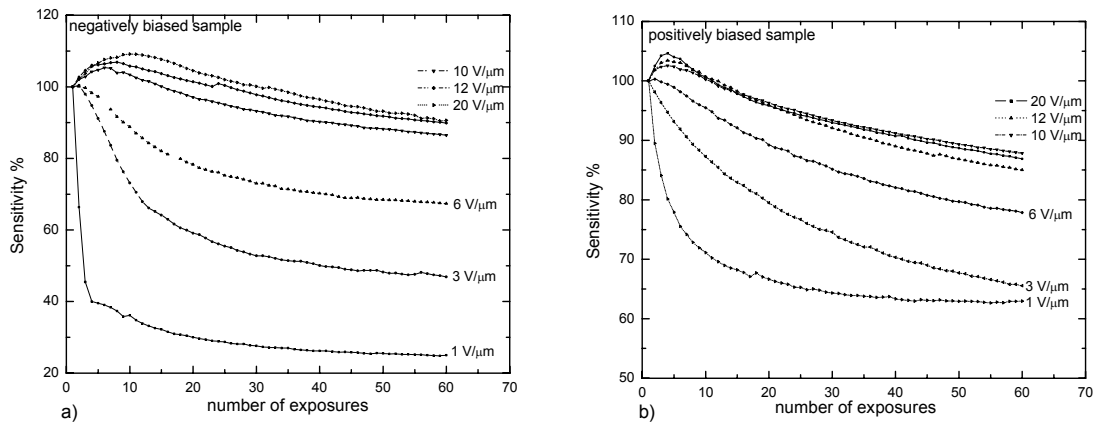 negatively biased sample
Sensitivity %
120
100
80
60
40
20
10 V/μm
12 V/μm
20 V/μm
6 V/μm
3 V/μm
1 V/μm
0 10 20 30 40 50 60 70
number of exposures
a)
positively biased sample
Sensitivity %
110
100
90
80
70
60
50
20 V/μm
12 V/μm
10 V/μm
6 V/μm
3 V/μm
1 V/μm
0 10 20 30 40 50 60 70
number of exposures
b)